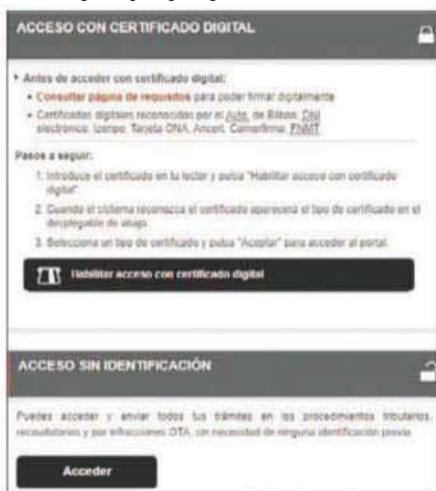 ACCESO CON CERTIFICADO DIGITAL
Antes de acceder con certificado digital:
Consultar página de requisitos para poder firmar digitalmente
Certificados digitales reconocidos por el Ayto. de Bilbao: DNI
electrónico, Izenpe, Tarjeta ONA, Ancert, Camerfirma, FNMT
Pasos a seguir:
1. Introduce el certificado en tu lector y pulsa "Habilitar acceso con certificado
digital"
2. Cuando el sistema reconozca el certificado aparecerá el tipo de certificado en el
desplegable de abajo.
3. Selecciona un tipo de certificado y pulsa "Aceptar" para acceder al portal.
Habilitar acceso con certificado digital
ACCESO SIN IDENTIFICACIÓN
Puedes acceder y enviar todos tus trámites en los procedimientos tributarios,
recaudatorios y por infracciones OTA, sin necesidad de ninguna identificación previa.
Acceder